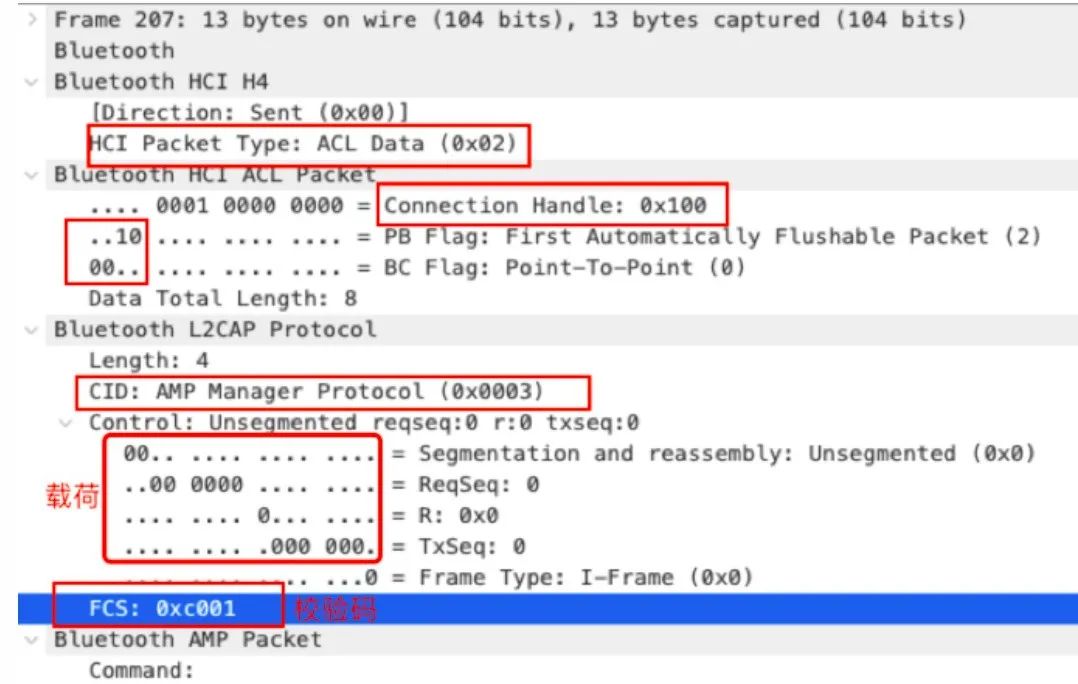 Frame 207: 13 bytes on wire (104 bits), 13 bytes captured (104 bits)
Bluetooth
Bluetooth HCI H4
[Direction: Sent (0x00)]
HCI Packet Type: ACL Data (0x02)
Bluetooth HCI ACL Packet
.... 0001 0000 0000 = Connection Handle: 0x100
..10 .... .... .... = PB Flag: First Automatically Flushable Packet (2)
00.. .... .... .... = BC Flag: Point-To-Point (0)
Data Total Length: 8
Bluetooth L2CAP Protocol
Length: 4
CID: AMP Manager Protocol (0x0003)
Control: Unsegmented reqseq:0 r:0 txseq:0
00.. .... .... .... = Segmentation and reassembly: Unsegmented (0x0)
载荷 ..00 0000 .... .... = ReqSeq: 0
.... .... 0... .... = R: 0x0
.... .... .000 000. = TxSeq: 0
.... .... .... ...0 = Frame Type: I-Frame (0x0)
FCS: 0xc001 校验码
Bluetooth AMP Packet
Command: